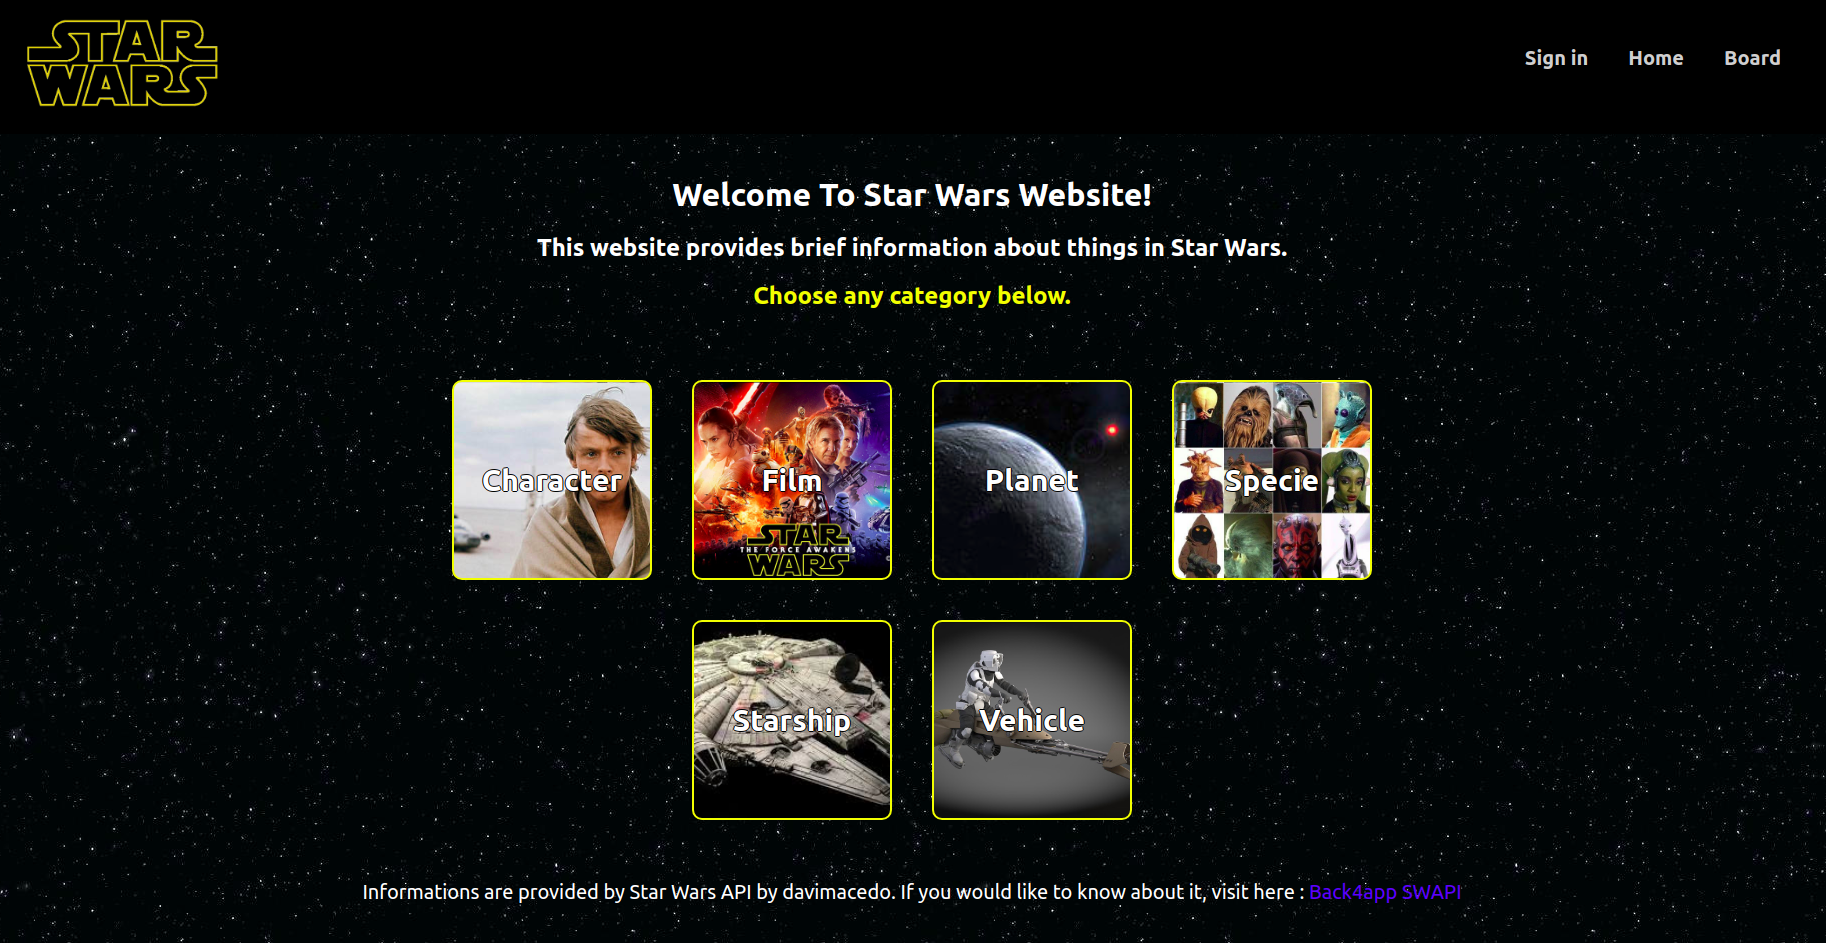 STAR
WARS
Sign in Home Board
Welcome To Star Wars Website!
This website provides brief information about things in Star Wars.
Choose any category below.
Character Film Planet Specie
STAR
THE FORCE AWAKENS
WARS
Starship Vehicle
Informations are provided by Star Wars API by davimacedo. If you would like to know about it, visit here : Back4app SWAPI